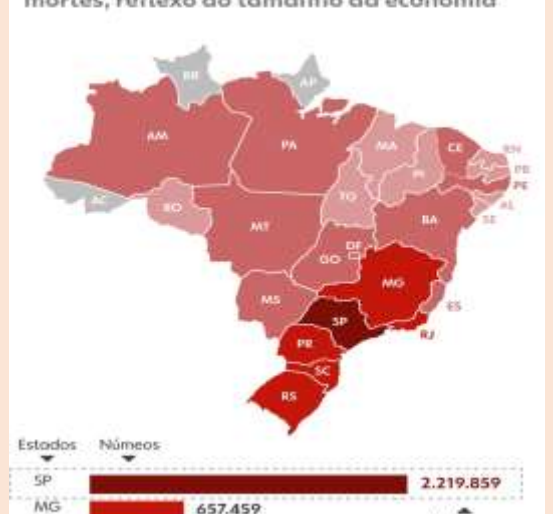 mortes, reflexo do tamanho da economia
RR
AP
AM
PA
MA
CE
RN
PB
PE
AL
SE
PI
TO
AC
RO
MT
BA
DF
GO
MG
MS
ES
SP
RJ
PR
SC
RS
Estados Númeos
SP 2.219.859
MG 657.459